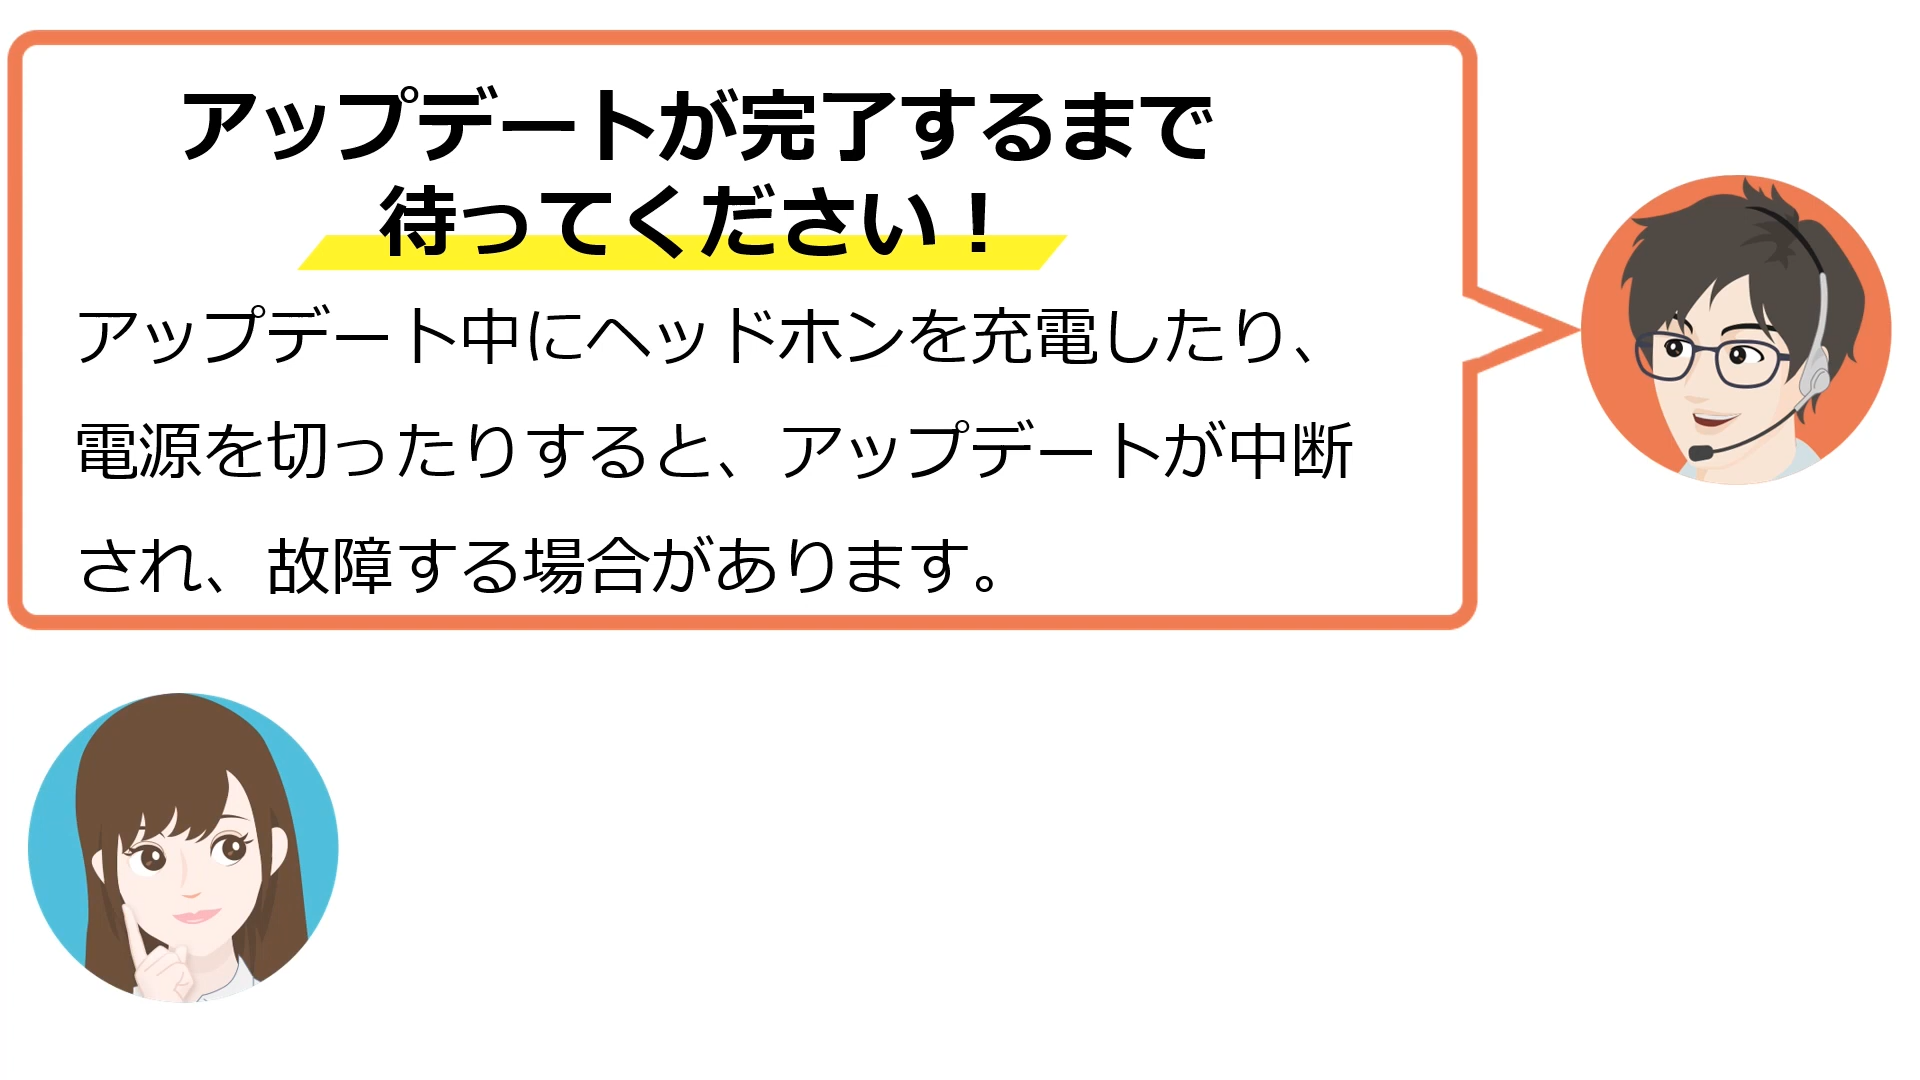 アップデートが完了するまで
待ってください！
アップデート中にヘッドホンを充電したり、
電源を切ったりすると、アップデートが中断
され、故障する場合があります。